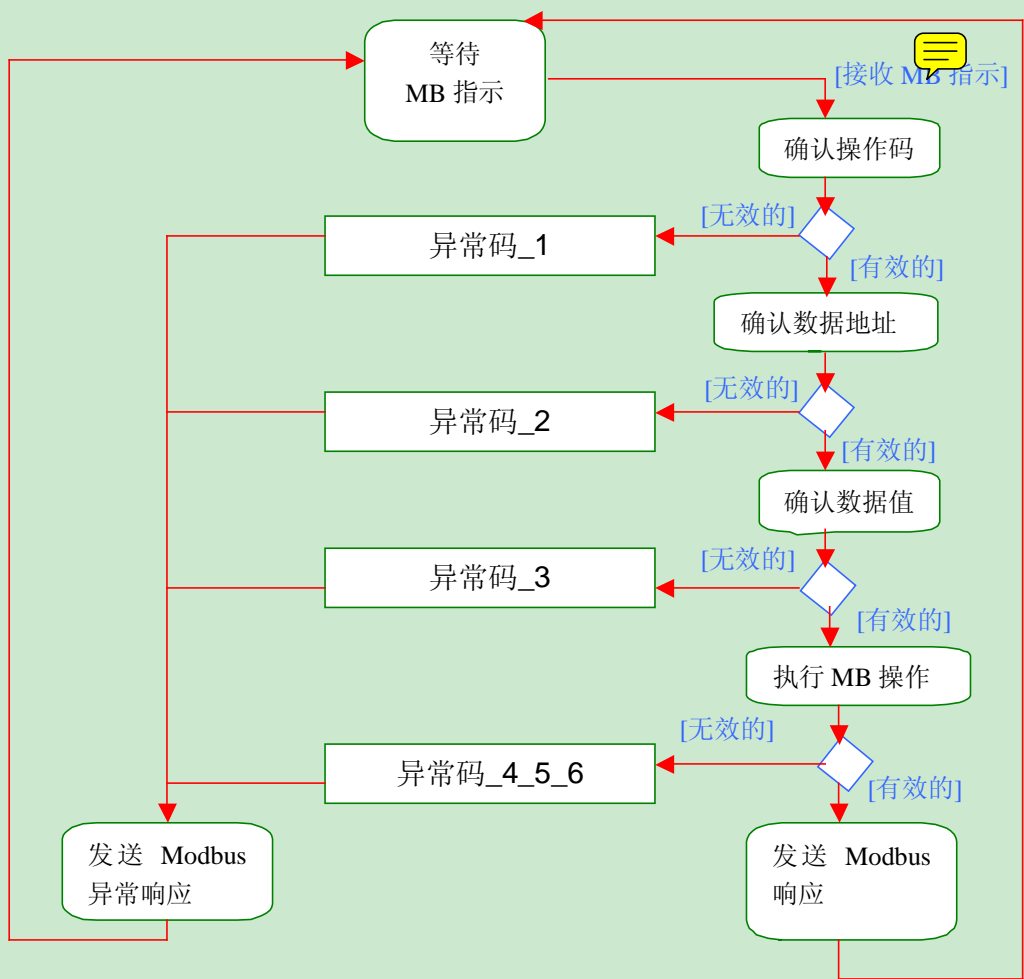 等待
MB 指示
[接收 MB 指示]
确认操作码
[无效的]
异常码_1
[有效的]
确认数据地址
[无效的]
异常码_2
[有效的]
确认数据值
[无效的]
异常码_3
[有效的]
执行 MB 操作
[无效的]
异常码_4_5_6
[有效的]
发送 Modbus
异常响应
发送 Modbus
响应